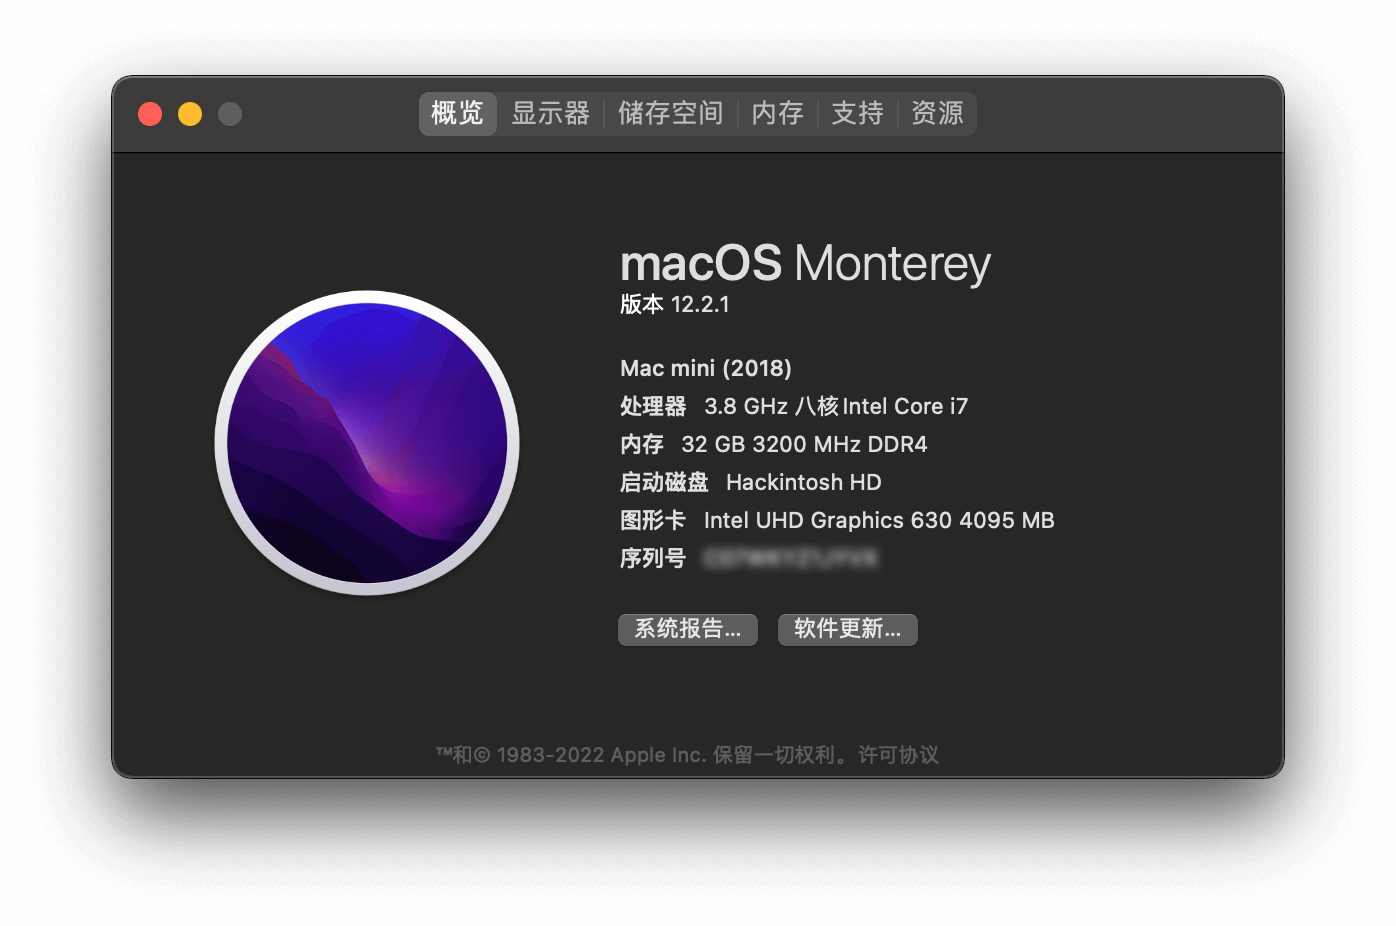 概览 显示器 储存空间 内存 支持 资源
macOS Monterey
版本 12.2.1
Mac mini (2018)
处理器 3.8 GHz 八核Intel Core i7
内存 32 GB 3200 MHz DDR4
启动磁盘 Hackintosh HD
图形卡 Intel UHD Graphics 630 4095 MB
序列号
系统报告... 软件更新...
™和© 1983-2022 Apple Inc. 保留一切权利。许可协议